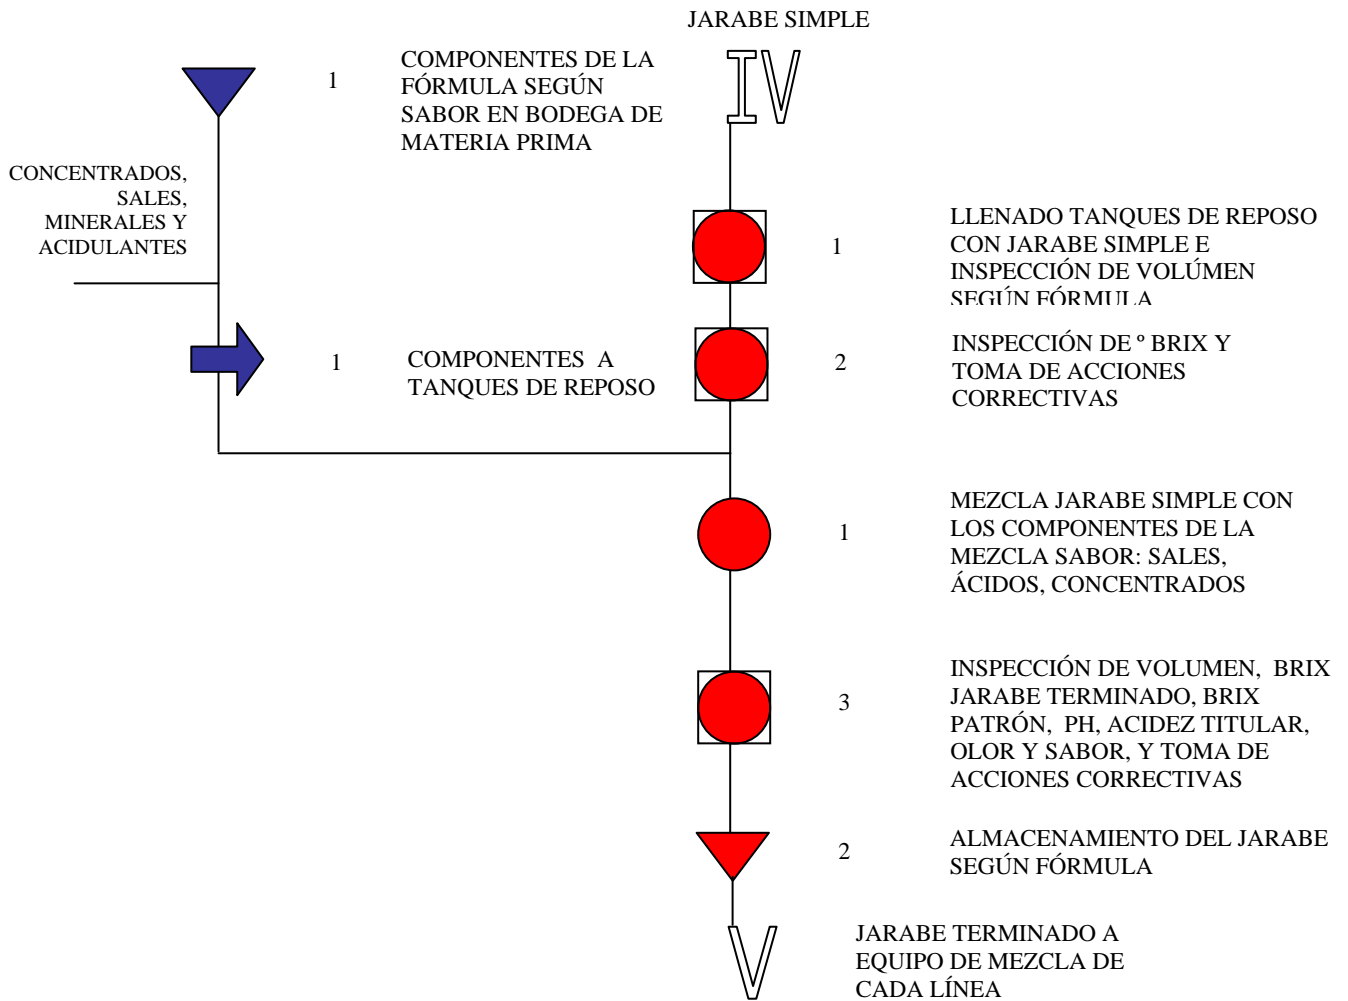 JARABE SIMPLE
IV
1
COMPONENTES DE LA
FÓRMULA SEGÚN
SABOR EN BODEGA DE
MATERIA PRIMA
CONCENTRADOS,
SALES,
MINERALES Y
ACIDULANTES
1
LLENADO TANQUES DE REPOSO
CON JARABE SIMPLE E
INSPECCIÓN DE VOLÚMEN
SEGÚN FÓRMULA
1
COMPONENTES A
TANQUES DE REPOSO
2
INSPECCIÓN DE º BRIX Y
TOMA DE ACCIONES
CORRECTIVAS
1
MEZCLA JARABE SIMPLE CON
LOS COMPONENTES DE LA
MEZCLA SABOR: SALES,
ÁCIDOS, CONCENTRADOS
3
INSPECCIÓN DE VOLUMEN, BRIX
JARABE TERMINADO, BRIX
PATRÓN, PH, ACIDEZ TITULAR,
OLOR Y SABOR, Y TOMA DE
ACCIONES CORRECTIVAS
2
ALMACENAMIENTO DEL JARABE
SEGÚN FÓRMULA
V
JARABE TERMINADO A
EQUIPO DE MEZCLA DE
CADA LÍNEA